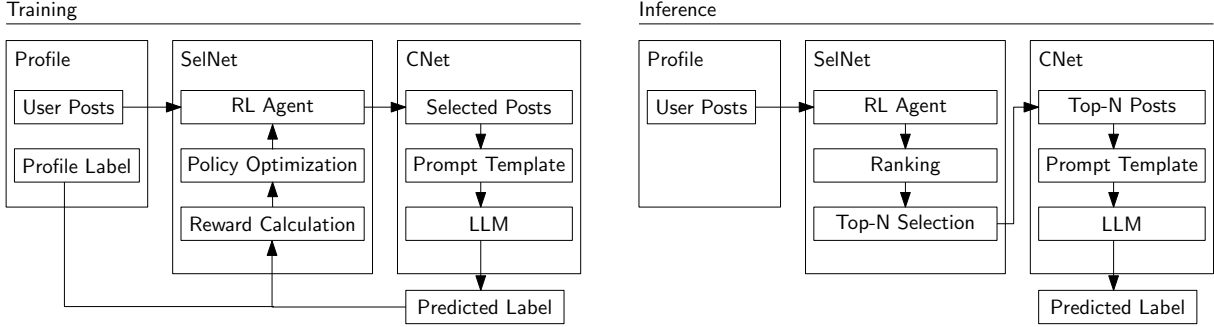 Training
Profile
User Posts
Profile Label
SelNet
RL Agent
Policy Optimization
Reward Calculation
CNet
Selected Posts
Prompt Template
LLM
Predicted Label
Inference
Profile
User Posts
SelNet
RL Agent
Ranking
Top-N Selection
CNet
Top-N Posts
Prompt Template
LLM
Predicted Label